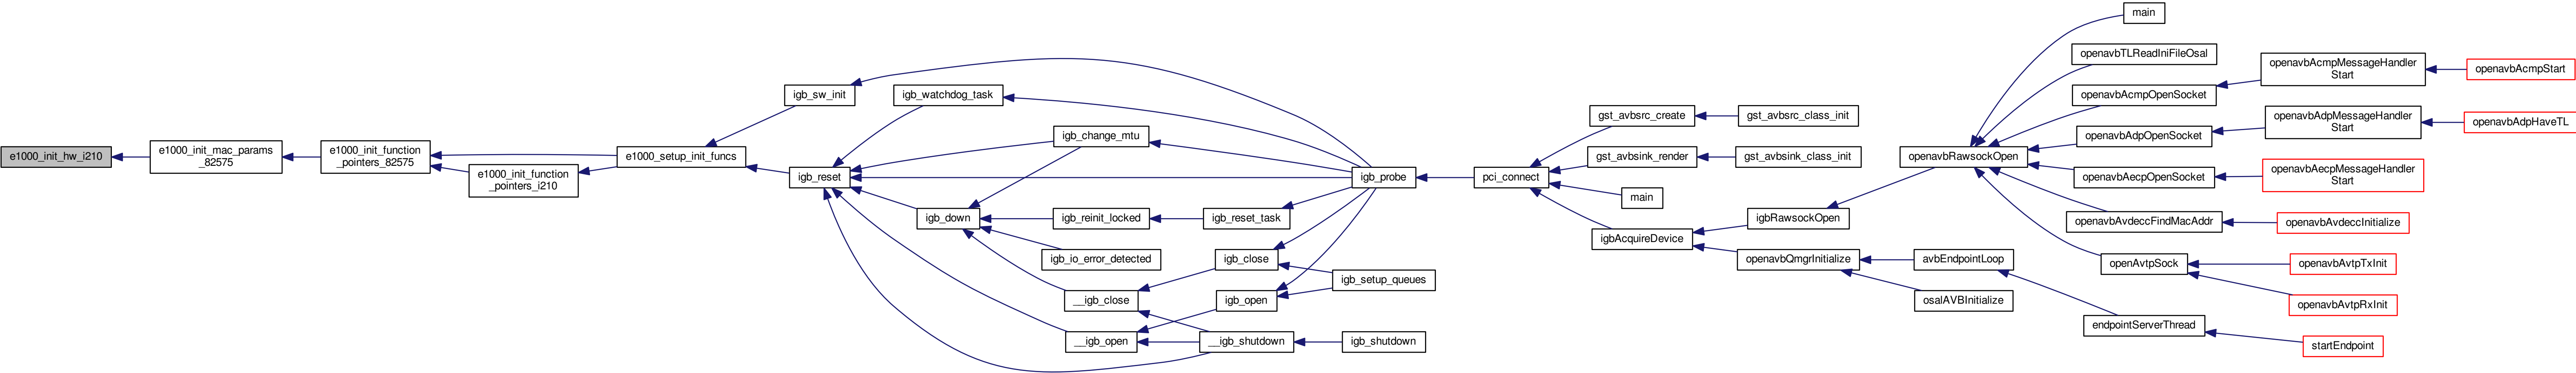 e1000_init_hw_i210
e1000_init_mac_params
_82575
e1000_init_function
_pointers_82575
e1000_init_function
_pointers_i210
e1000_setup_init_funcs
igb_sw_init
igb_reset
igb_watchdog_task
igb_change_mtu
igb_down
igb_reinit_locked
igb_io_error_detected
__igb_close
__igb_open
igb_reset_task
igb_close
igb_open
__igb_shutdown
igb_probe
igb_setup_queues
igb_shutdown
pci_connect
gst_avbsrc_create
gst_avbsink_render
main
igbAcquireDevice
gst_avbsrc_class_init
gst_avbsink_class_init
igbRawsockOpen
openavbQmgrInitialize
avbEndpointLoop
osalAVBInitialize
openavbRawsockOpen
main
openavbTLReadIniFileOsal
openavbAcmpOpenSocket
openavbAdpOpenSocket
openavbAecpOpenSocket
openavbAvdeccFindMacAddr
openAvtpSock
endpointServerThread
openavbAcmpMessageHandler
Start
openavbAdpMessageHandler
Start
openavbAecpMessageHandler
Start
openavbAvdeccInitialize
openavbAvtpTxInit
openavbAvtpRxInit
startEndpoint
openavbAcmpStart
openavbAdpHaveTL